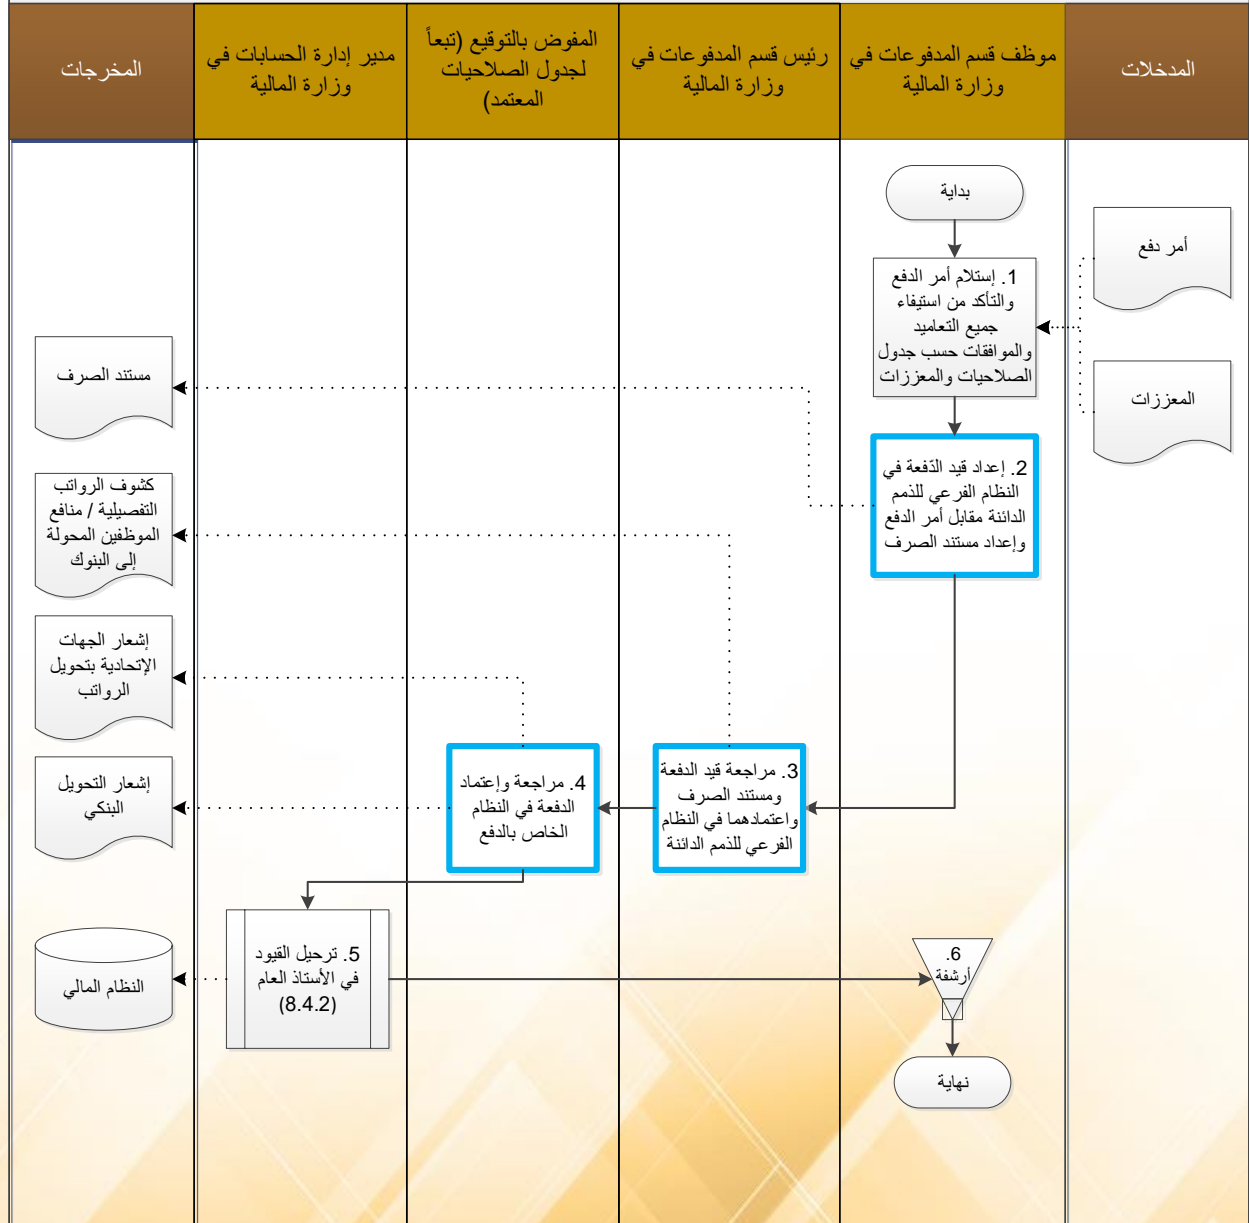 المدخلات
موظف قسم المدفوعات في
وزارة المالية
رئيس قسم المدفوعات في
وزارة المالية
المفوض بالتوقيع (تبعاً
لجدول الصلاحيات
المعتمد)
مدير إدارة الحسابات في
وزارة المالية
المخرجات
بداية
أمر دفع
1. إستلام أمر الدفع
والتأكد من استيفاء
جميع التعاميد
والموافقات حسب جدول
الصلاحيات والمعززات
المعززات
مستند الصرف
2. إعداد قيد الدّفعة في
النظام الفرعي للذمم
الدائنة مقابل أمر الدفع
وإعداد مستند الصرف
كشوف الرواتب
التفصيلية / منافع
الموظفين المحولة
إلى البنوك
إشعار الجهات
الإتحادية بتحويل
الرواتب
3. مراجعة قيد الدفعة
ومستند الصرف
واعتمادهما في النظام
الفرعي للذمم الدائنة
4. مراجعة وإعتماد
الدفعة في النظام
الخاص بالدفع
إشعار التحويل
البنكي
5. ترحيل القيود
في الأستاذ العام
(8.4.2)
النظام المالي
6.
أرشفة
نهاية